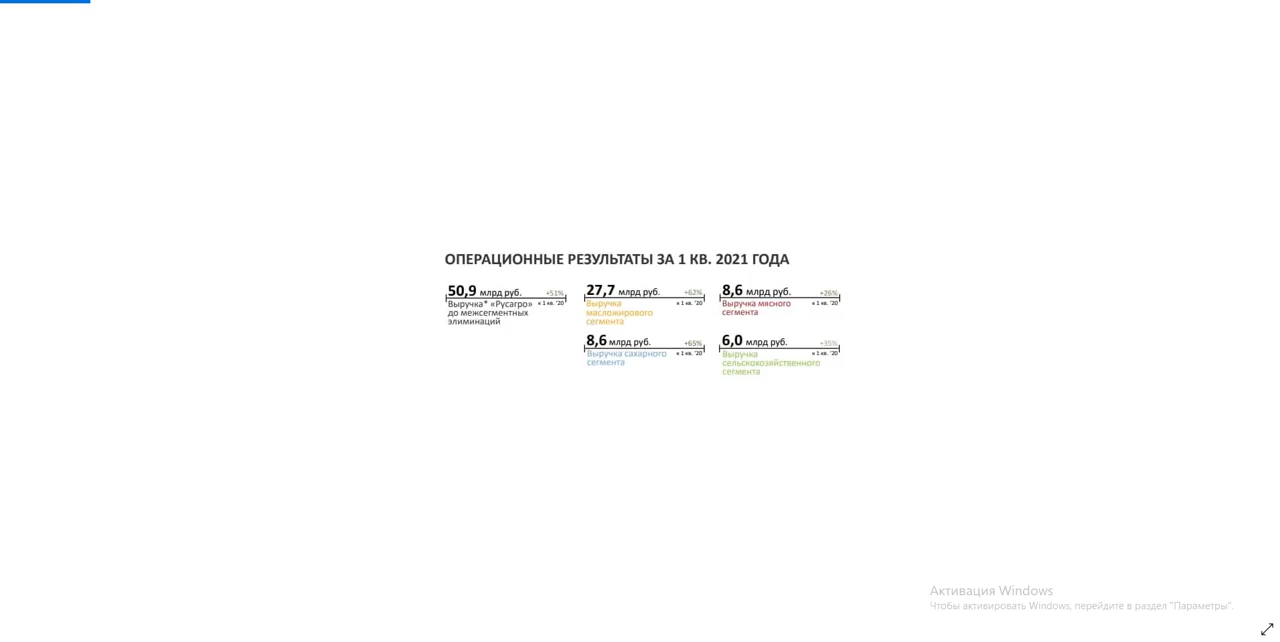 ОПЕРАЦИОННЫЕ РЕЗУЛЬТАТЫ ЗА 1 КВ. 2021 ГОДА
50,9 млрд руб. +51%
Выручка* «Русагро» к 1 кв. '20
до межсегментных
элиминаций
27,7 млрд руб. +62%
Выручка к 1 кв. '20
масложирового
сегмента
8,6 млрд руб. +26%
Выручка мясного к 1 кв. '20
сегмента
8,6 млрд руб. +65%
Выручка сахарного к 1 кв. '20
сегмента
6,0 млрд руб. +35%
Выручка к 1 кв. '20
сельскохозяйственного
сегмента
Активация Windows
Чтобы активировать Windows, перейдите в раздел "Параметры".